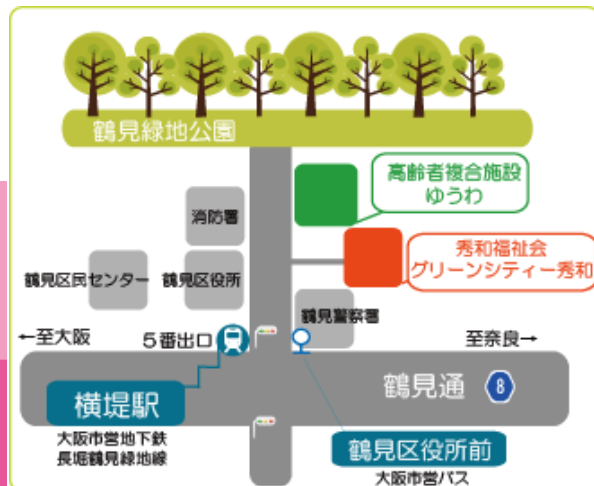 鶴見緑地公園
高齢者複合施設
ゆうわ
消防署
秀和福祉会
グリーンシティー秀和
鶴見区民センター
鶴見区役所
鶴見警察署
←至大阪
5番出口
至奈良→
鶴見通
8
横堤駅
大阪市営地下鉄
長堀鶴見緑地線
鶴見区役所前
大阪市営バス